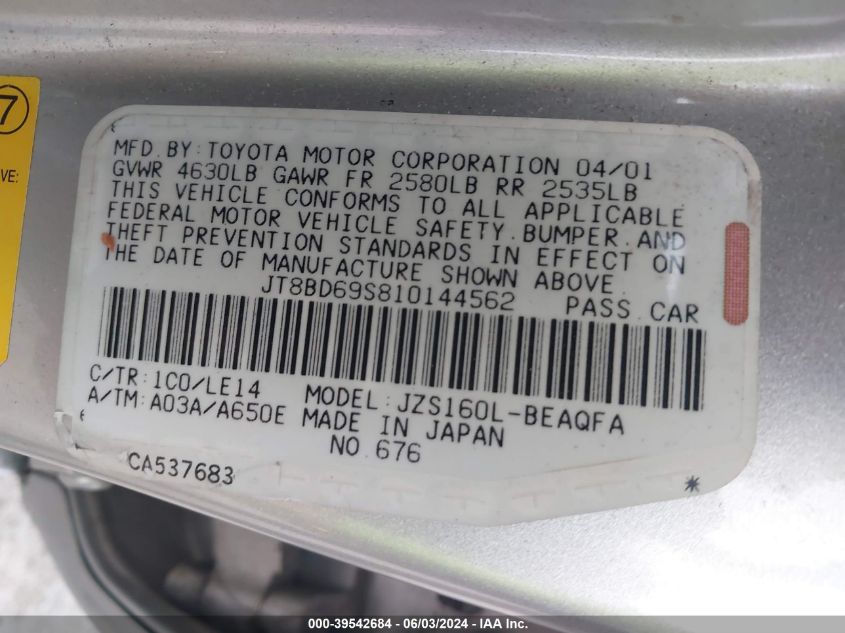 7
VE:
MFD. BY: TOYOTA MOTOR CORPORATION 04/01
GVWR 4630LB GAWR FR 2580LB RR 2535LB
THIS VEHICLE CONFORMS TO ALL APPLICABLE
FEDERAL MOTOR VEHICLE SAFETY. BUMPER. AND
THEFT PREVENTION STANDARDS IN EFFECT ON
THE DATE OF MANUFACTURE SHOWN ABOVE.
JT8BD69S810144562 PASS. CAR
C/TR: 1C0/LE14 MODEL: JZS160L-BEAQFA
A/TM: A03A/A650E MADE IN JAPAN
NO. 676
CA537683
*
000-39542684 - 06/03/2024 - IAA Inc.